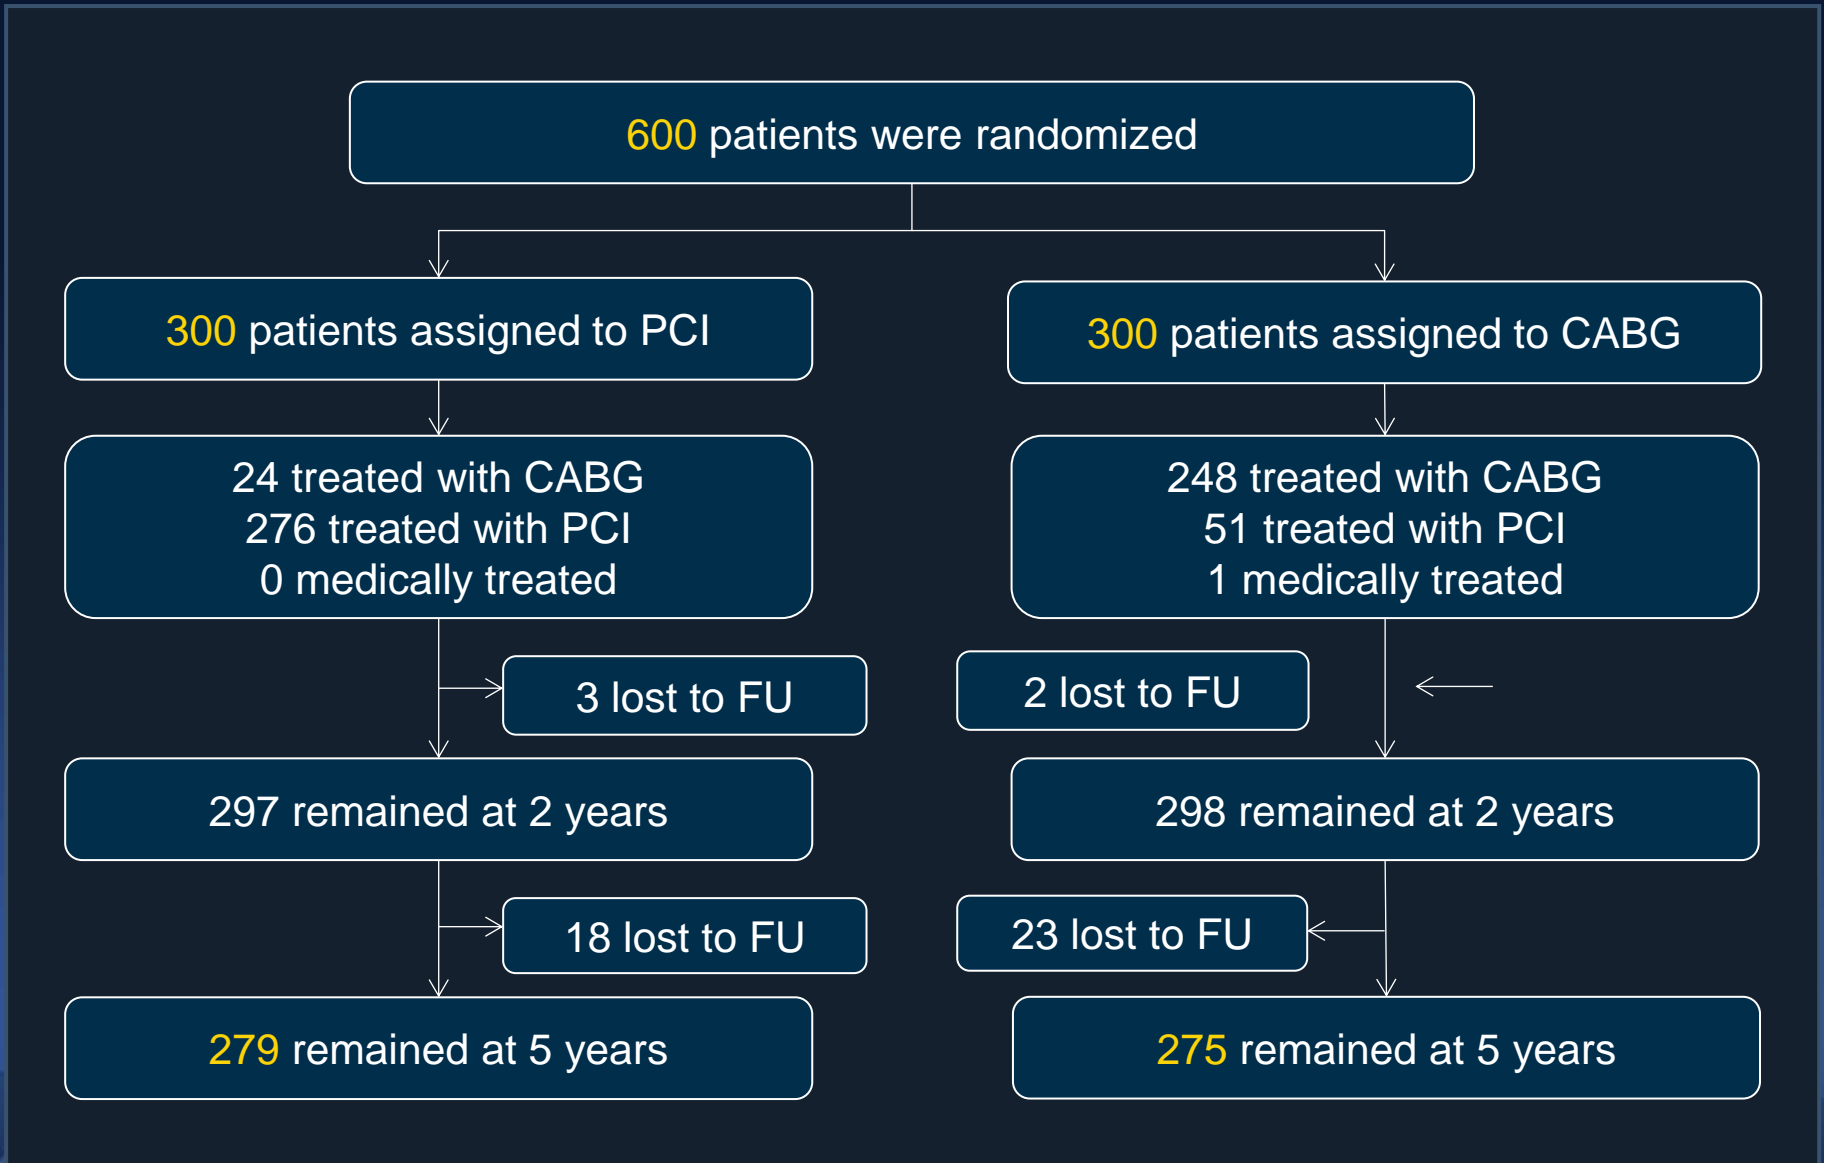 600 patients were randomized
300 patients assigned to PCI
300 patients assigned to CABG
24 treated with CABG
276 treated with PCI
0 medically treated
248 treated with CABG
51 treated with PCI
1 medically treated
3 lost to FU
2 lost to FU
297 remained at 2 years
298 remained at 2 years
18 lost to FU
23 lost to FU
279 remained at 5 years
275 remained at 5 years